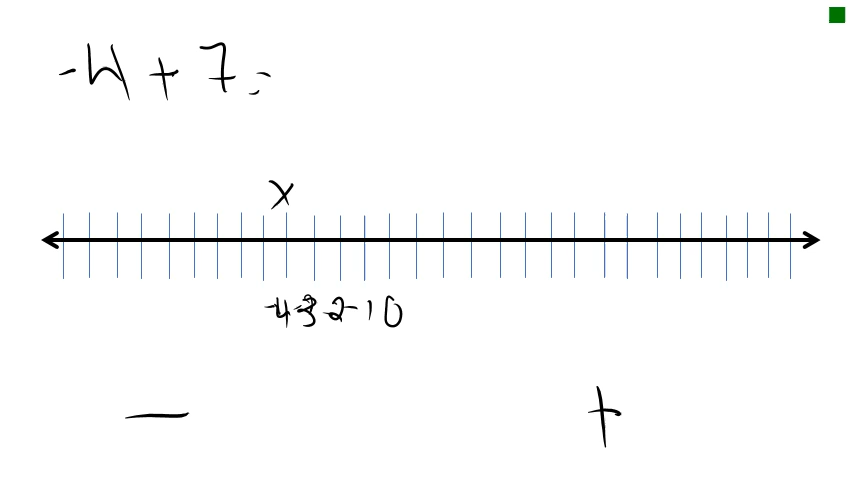 -4 + 7 =
x
-4 -3 -2 -1 0
− +